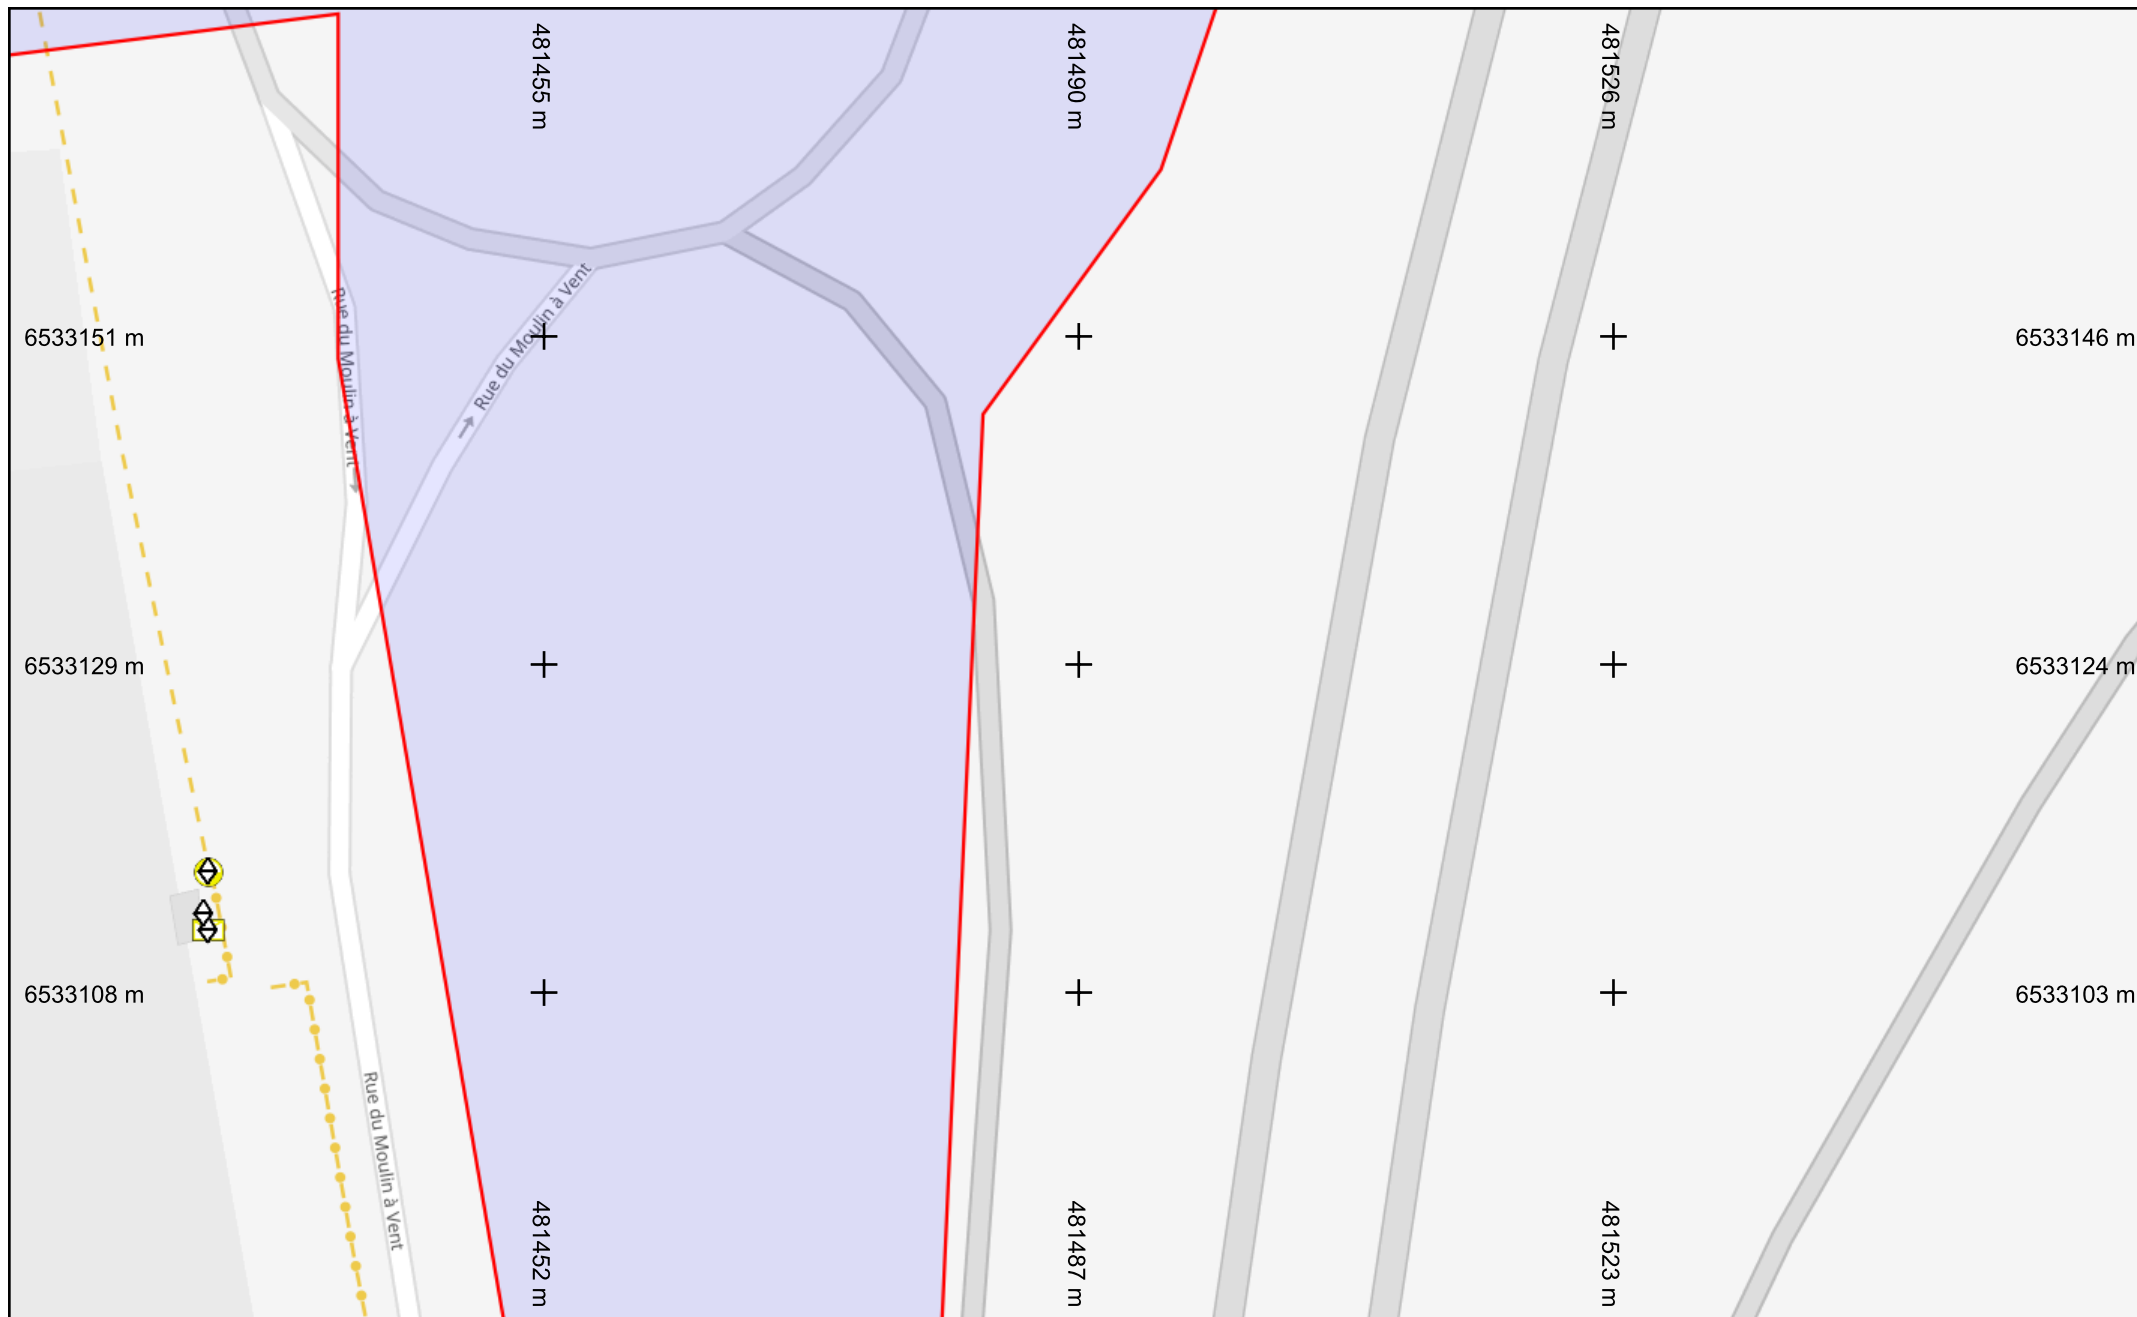 481455 m
481490 m
481526 m
Rue du Moulin à Vent
Rue du Moulin à Vent
6533151 m
6533146 m
6533129 m
6533124 m
6533108 m
6533103 m
Rue du Moulin à Vent
481452 m
481487 m
481523 m